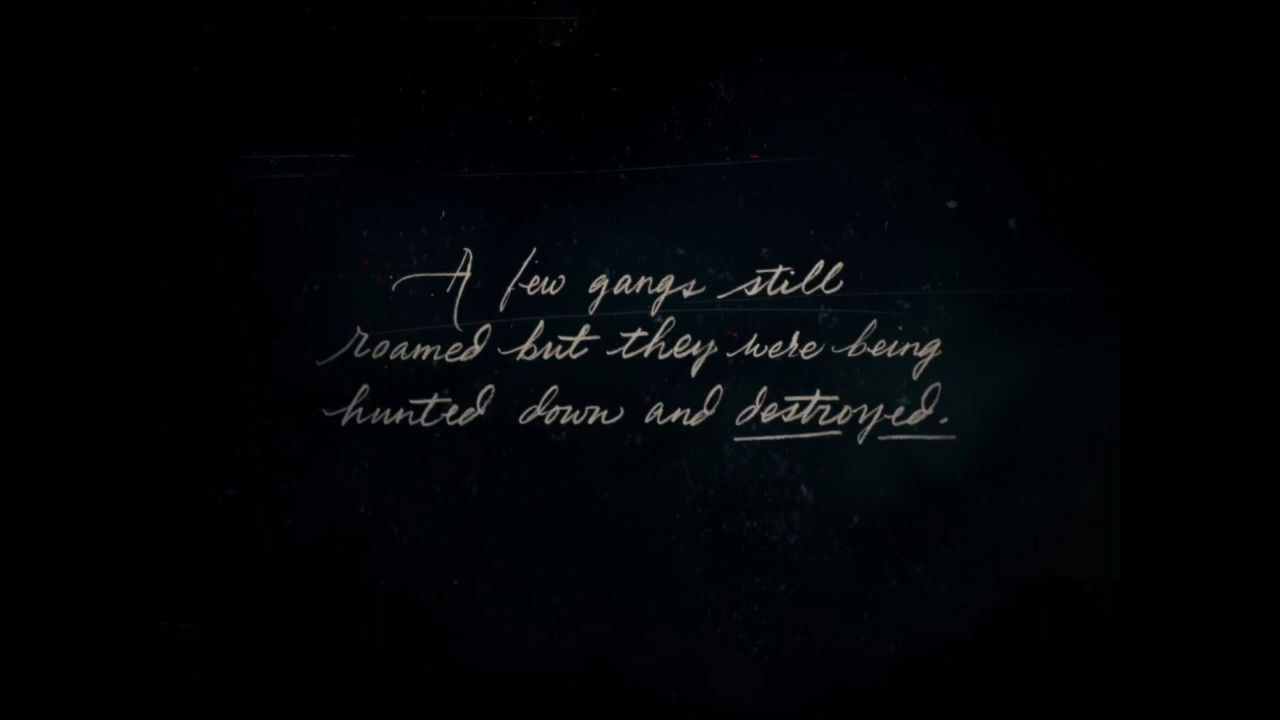 A few gangs still
roamed but they were being
hunted down and destroyed.